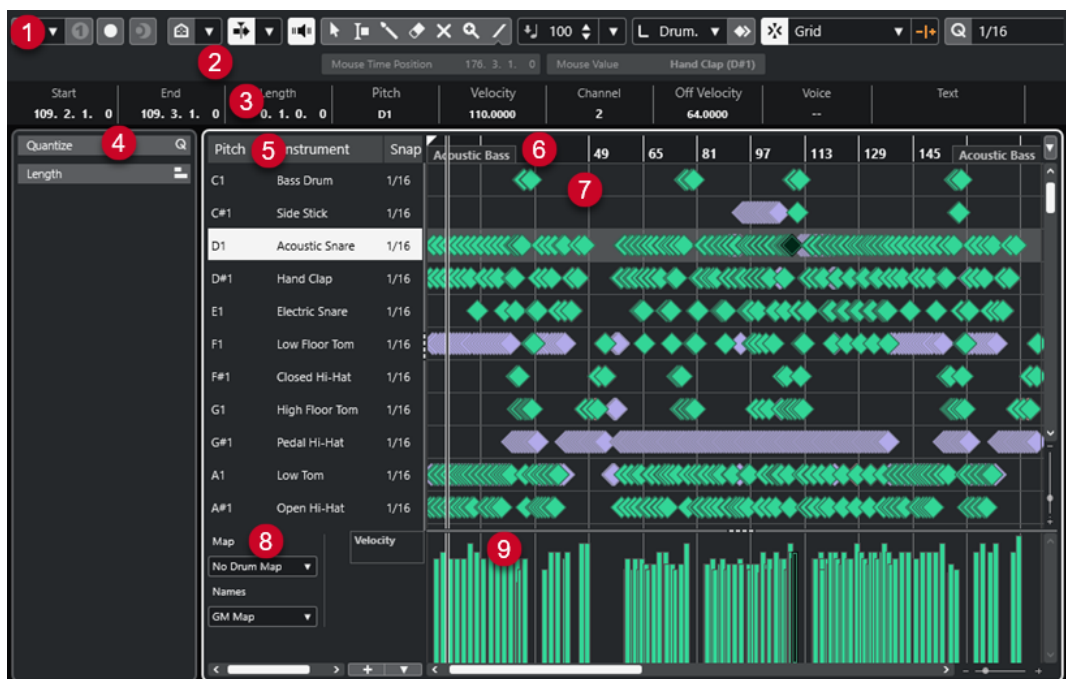 1 1 100 L Drum. Grid Q 1/16
2 Mouse Time Position 176. 3. 1. 0 Mouse Value Hand Clap (D#1)
Start End Length Pitch Velocity Channel Off Velocity Voice Text
109. 2. 1. 0 109. 3. 1. 0 3 0. 1. 0. 0 D1 110.0000 2 64.0000 --
Quantize 4 Q
Length
Pitch 5 Instrument Snap Acoustic Bass 6 49 65 81 97 113 129 145 Acoustic Bass
7
C1 Bass Drum 1/16
C#1 Side Stick 1/16
D1 Acoustic Snare 1/16
D#1 Hand Clap 1/16
E1 Electric Snare 1/16
F1 Low Floor Tom 1/16
F#1 Closed Hi-Hat 1/16
G1 High Floor Tom 1/16
G#1 Pedal Hi-Hat 1/16
A1 Low Tom 1/16
A#1 Open Hi-Hat 1/16
Map 8 Velocity 9
No Drum Map
Names
GM Map